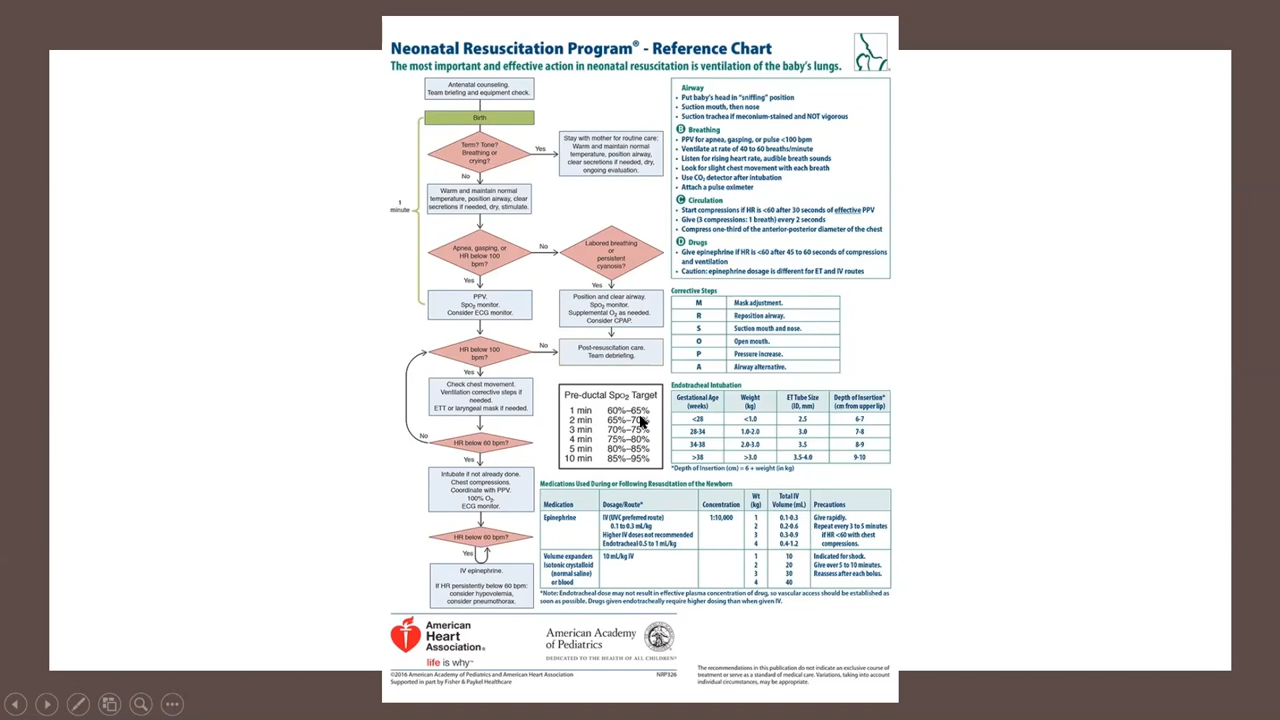 Neonatal Resuscitation Program® - Reference Chart
The most important and effective action in neonatal resuscitation is ventilation of the baby's lungs.
Antenatal counseling.
Team briefing and equipment check.
Birth
Term? Tone?
Breathing or
crying?
Yes
Stay with mother for routine care:
Warm and maintain normal
temperature, position airway,
clear secretions if needed, dry,
ongoing evaluation.
No
Warm and maintain normal
temperature, position airway, clear
secretions if needed, dry, stimulate.
1
minute
Apnea, gasping, or
HR below 100
bpm?
No
Labored breathing
or
persistent
cyanosis?
Yes
Yes
PPV.
Spo2 monitor.
Consider ECG monitor.
Position and clear airway.
Spo2 monitor.
Supplemental O2 as needed.
Consider CPAP.
HR below 100
bpm?
No
Post-resuscitation care.
Team debriefing.
Yes
Check chest movement.
Ventilation corrective steps if
needed.
ETT or laryngeal mask if needed.
No
HR below 60 bpm?
Yes
Intubate if not already done.
Chest compressions.
Coordinate with PPV.
100% O2.
ECG monitor.
HR below 60 bpm?
Yes
IV epinephrine.
If HR persistently below 60 bpm:
consider hypovolemia,
consider pneumothorax.
Pre-ductal Spo2 Target
1 min 60%–65%
2 min 65%–70%
3 min 70%–75%
4 min 75%–80%
5 min 80%–85%
10 min 85%–95%
Airway
• Put baby's head in "sniffing" position
• Suction mouth, then nose
• Suction trachea if meconium-stained and NOT vigorous
B Breathing
• PPV for apnea, gasping, or pulse <100 bpm
• Ventilate at rate of 40 to 60 breaths/minute
• Listen for rising heart rate, audible breath sounds
• Look for slight chest movement with each breath
• Use CO2 detector after intubation
• Attach a pulse oximeter
C Circulation
• Start compressions if HR is <60 after 30 seconds of effective PPV
• Give (3 compressions: 1 breath) every 2 seconds
• Compress one-third of the anterior-posterior diameter of the chest
D Drugs
• Give epinephrine if HR is <60 after 45 to 60 seconds of compressions
and ventilation
• Caution: epinephrine dosage is different for ET and IV routes
Corrective Steps
M Mask adjustment.
R Reposition airway.
S Suction mouth and nose.
O Open mouth.
P Pressure increase.
A Airway alternative.
Endotracheal Intubation
Gestational Age (weeks) Weight (kg) ET Tube Size (ID, mm) Depth of Insertion* (cm from upper lip)
<28 <1.0 2.5 6-7
28-34 1.0-2.0 3.0 7-8
34-38 2.0-3.0 3.5 8-9
>38 >3.0 3.5-4.0 9-10
*Depth of Insertion (cm) = 6 + weight (in kg)
Medications Used During or Following Resuscitation of the Newborn
Medication Dosage/Route* Concentration Wt (kg) Total IV Volume (mL) Precautions
Epinephrine IV (UVC preferred route) 1:10,000 1 0.1-0.3 Give rapidly.
0.1 to 0.3 mL/kg 2 0.2-0.6 Repeat every 3 to 5 minutes
Higher IV doses not recommended 3 0.3-0.9 if HR <60 with chest
Endotracheal 0.5 to 1 mL/kg 4 0.4-1.2 compressions.
Volume expanders 10 mL/kg IV 1 10 Indicated for shock.
Isotonic crystalloid 2 20 Give over 5 to 10 minutes.
(normal saline) 3 30 Reassess after each bolus.
or blood 4 40
*Note: Endotracheal dose may not result in effective plasma concentration of drug, so vascular access should be established as
soon as possible. Drugs given endotracheally require higher dosing than when given IV.
American
Heart
Association®
life is why™
American Academy
of Pediatrics
DEDICATED TO THE HEALTH OF ALL CHILDREN®
©2016 American Academy of Pediatrics and American Heart Association
Supported in part by Fisher & Paykel Healthcare
NRP326
The recommendations in this publication do not indicate an exclusive course of
treatment or serve as a standard of medical care. Variations, taking into account
individual circumstances, may be appropriate.